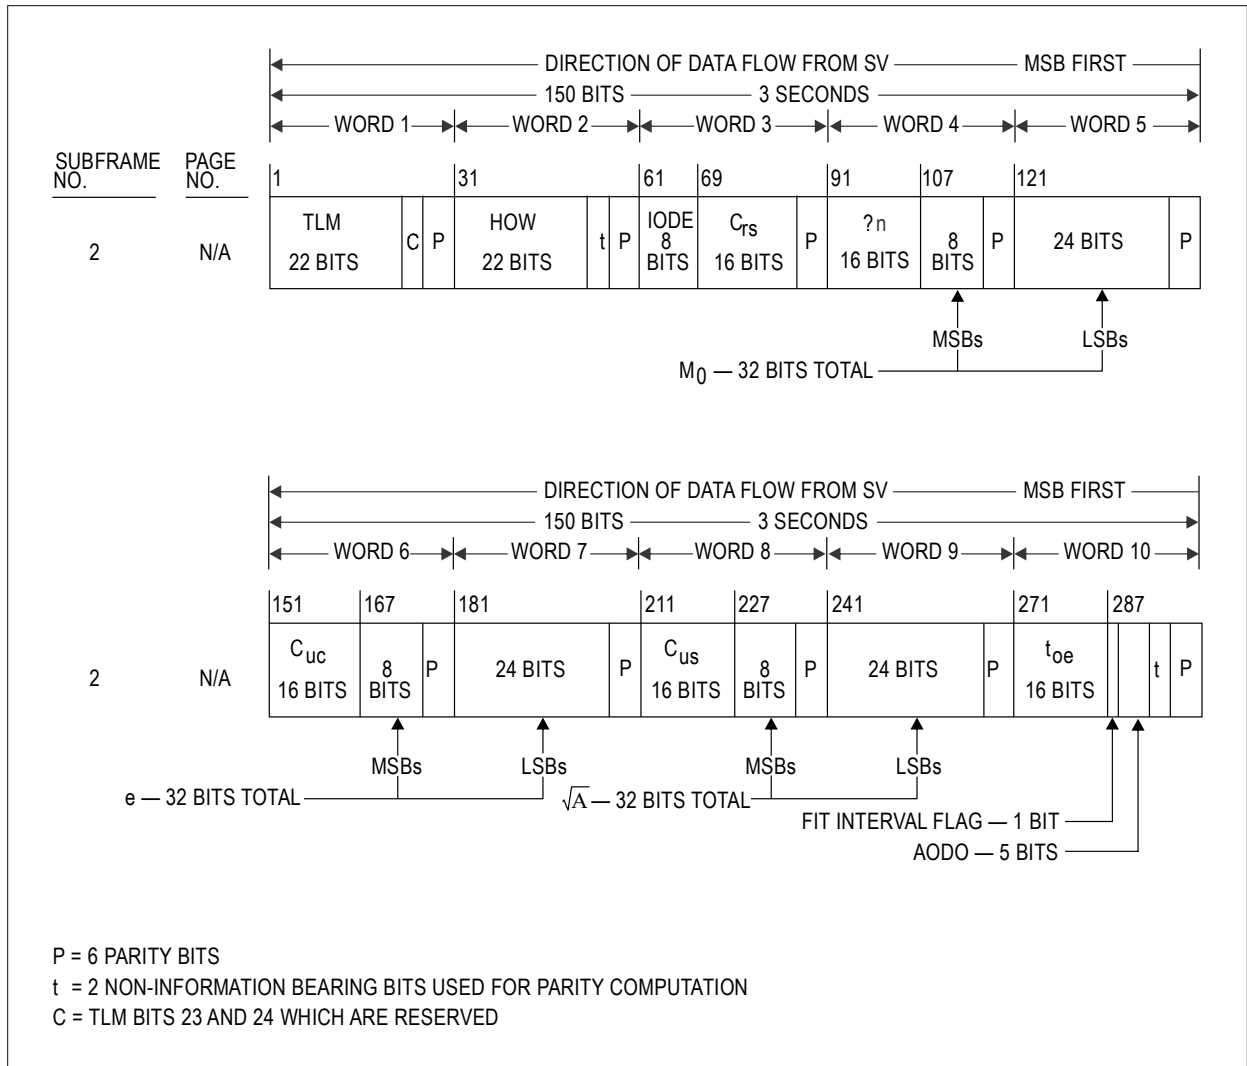 DIRECTION OF DATA FLOW FROM SV MSB FIRST
150 BITS 3 SECONDS
WORD 1 WORD 2 WORD 3 WORD 4 WORD 5
SUBFRAME NO. PAGE NO.
1 31 61 69 91 107 121
TLM 22 BITS C P HOW 22 BITS t P IODE 8 BITS Crs 16 BITS P ?n 16 BITS 8 BITS P 24 BITS P
2 N/A
MSBs LSBs
M0 — 32 BITS TOTAL
DIRECTION OF DATA FLOW FROM SV MSB FIRST
150 BITS 3 SECONDS
WORD 6 WORD 7 WORD 8 WORD 9 WORD 10
151 167 181 211 227 241 271 287
Cuc 16 BITS 8 BITS P 24 BITS P Cus 16 BITS 8 BITS P 24 BITS P toe 16 BITS t P
2 N/A
MSBs LSBs MSBs LSBs
e — 32 BITS TOTAL √A — 32 BITS TOTAL
FIT INTERVAL FLAG — 1 BIT
AODO — 5 BITS
P = 6 PARITY BITS
t = 2 NON-INFORMATION BEARING BITS USED FOR PARITY COMPUTATION
C = TLM BITS 23 AND 24 WHICH ARE RESERVED